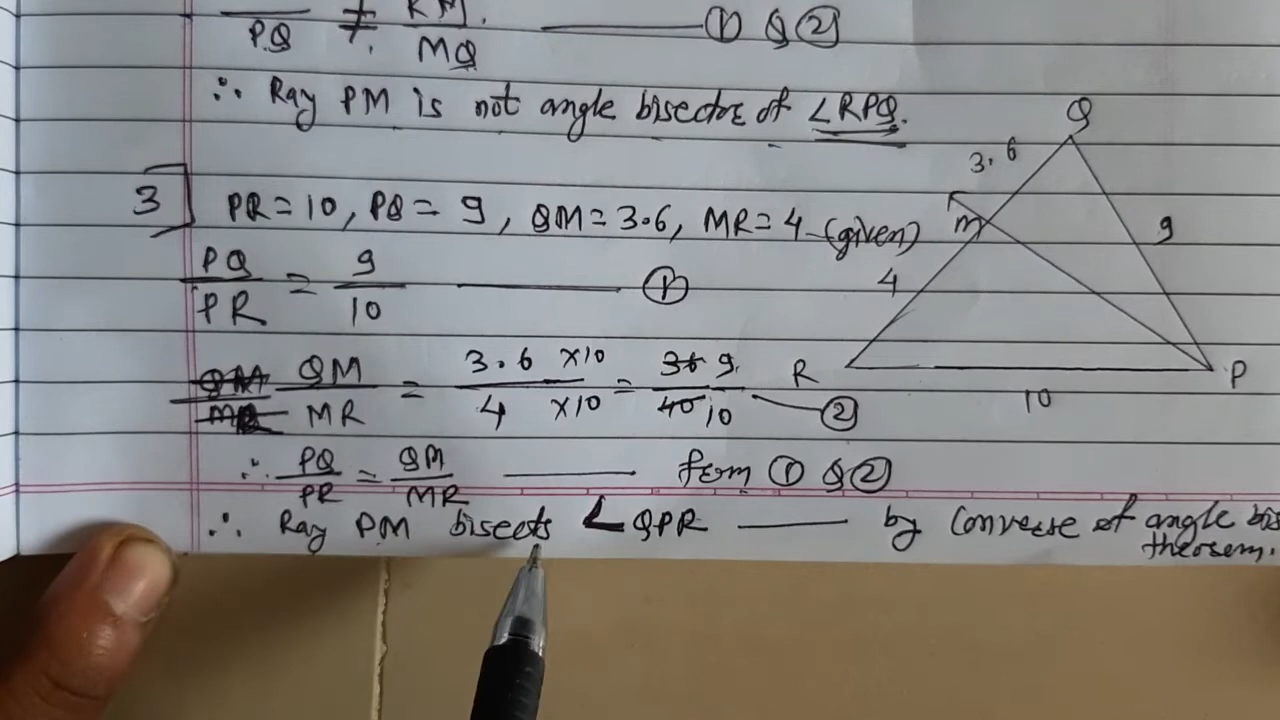 PQ ≠ RM. ——— ① & ②
MQ
∴ Ray PM is not angle bisectore of ∠RPQ.
3] PR = 10, PQ = 9, QM = 3.6, MR = 4 (given)
PQ/PR = 9/10 ——— ①
QM/MR = 3.6 ×10 / 4 ×10 = 36 9. / 40 10 — ②
∴ PQ/PR = QM/MR ——— form ① & ②
∴ Ray PM bisects ∠QPR ——— by Converse of angle bis
theorem.
Q
3.6
M
9
4
R
P
10